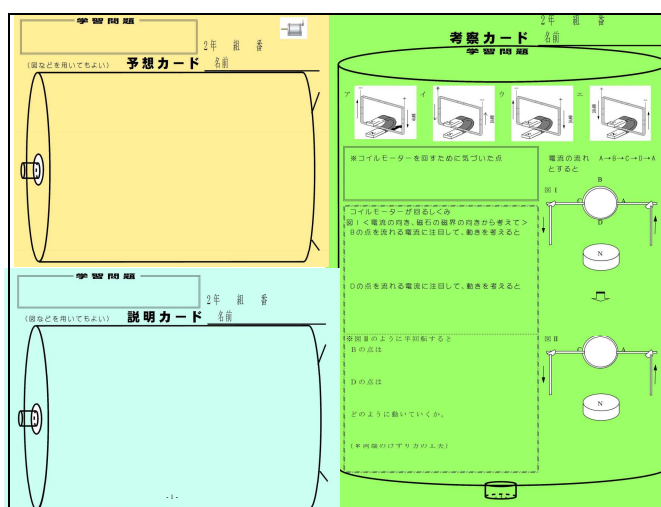 学習問題
２年　組　番
(図などを用いてもよい)　予想カード　名前
学習問題
２年　組　番
(図などを用いてもよい)　説明カード　名前
- 1 -
２年　組　番
考察カード　名前
学習問題
ア　イ　ウ　エ
※コイルモーターを回すために気づいた点
電流の流れ　A→B→C→D→A
とすると
B
図Ⅰ
C　A
D
N
コイルモーターが回るしくみ
図Ⅰ＜電流の向き、磁石の磁界の向きから考えて＞
Bの点を流れる電流に注目して、動きを考えると
Dの点を流れる電流に注目して、動きを考えると
※図Ⅱのように半回転すると
Bの点は
Dの点は
どのように動いていくか。
(*両端のけずり方の工夫)
図Ⅱ
C　A
N